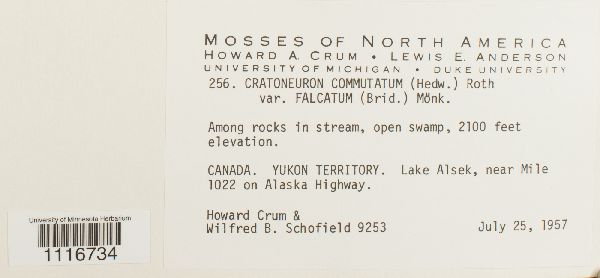 MOSSES OF NORTH AMERICA
HOWARD A. CRUM • LEWIS E. ANDERSON
UNIVERSITY OF MICHIGAN • DUKE UNIVERSITY
256. CRATONEURON COMMUTATUM (Hedw.) Roth
var. FALCATUM (Brid.) Mönk.
Among rocks in stream, open swamp, 2100 feet
elevation.
CANADA. YUKON TERRITORY. Lake Alsek, near Mile
1022 on Alaska Highway.
Howard Crum &
Wilfred B. Schofield 9253 July 25, 1957
University of Minnesota Herbarium
1116734